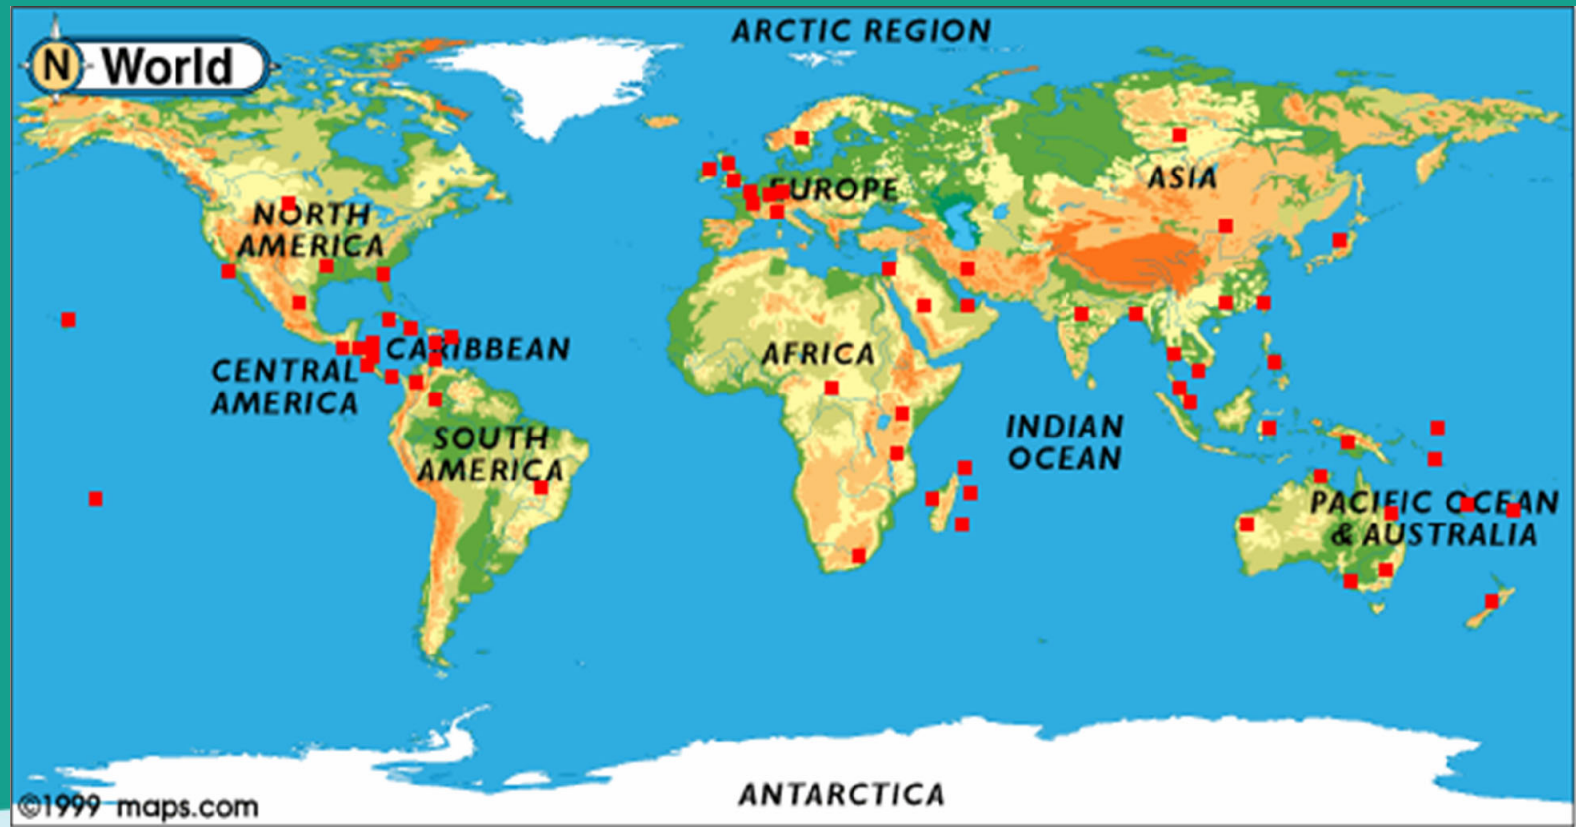 ARCTIC REGION
N World
ASIA
EUROPE
NORTH
AMERICA
CARIBBEAN
AFRICA
CENTRAL
AMERICA
INDIAN
OCEAN
SOUTH
AMERICA
PACIFIC OCEAN
& AUSTRALIA
ANTARCTICA
©1999 maps.com